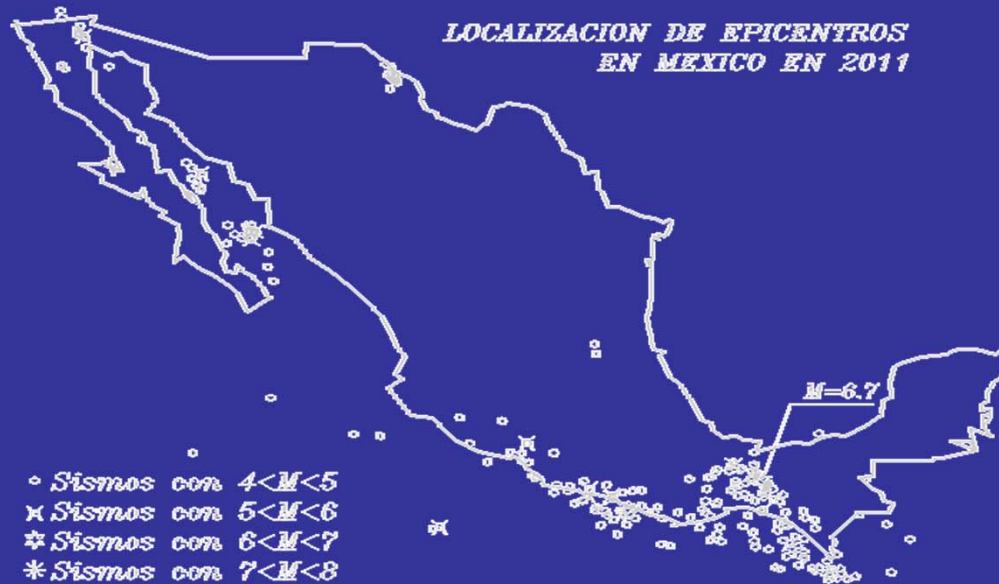 LOCALIZACION DE EPICENTROS
EN MEXICO EN 2011
M=6.7
Sismos con 4<M<5
Sismos con 5<M<6
Sismos con 6<M<7
Sismos con 7<M<8